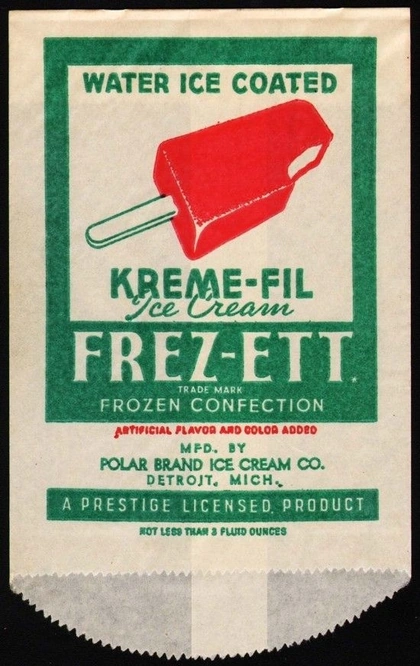 WATER ICE COATED
KREME-FIL
Ice Cream
FREZ-ETT.
TRADE MARK
FROZEN CONFECTION
ARTIFICIAL FLAVOR AND COLOR ADDED
MFD. BY
POLAR BRAND ICE CREAM CO.
DETROIT, MICH.
A PRESTIGE LICENSED PRODUCT
NOT LESS THAN 3 FLUID OUNCES